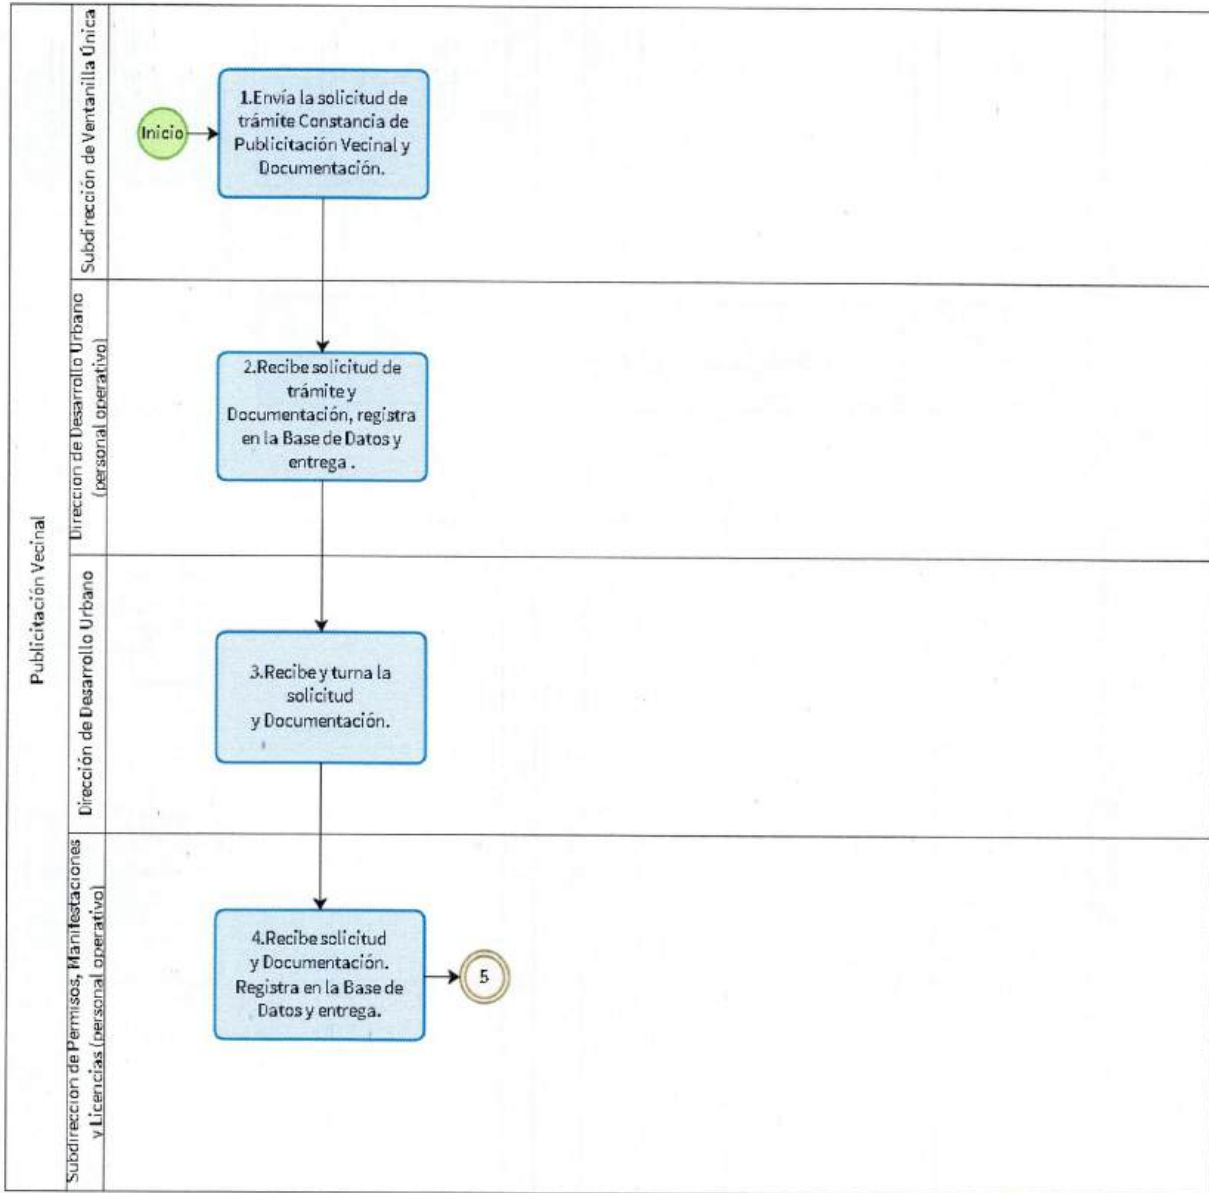 Publicitación Vecinal
Subdirección de Ventanilla Única
Inicio
1.Envía la solicitud de
trámite Constancia de
Publicitación Vecinal y
Documentación.
Dirección de Desarrollo Urbano
(personal operativo)
2.Recibe solicitud de
trámite y
Documentación, registra
en la Base de Datos y
entrega .
Dirección de Desarrollo Urbano
3.Recibe y turna la
solicitud
y Documentación.
Subdirección de Permisos, Manifestaciones
y Licencias (personal operativo)
4.Recibe solicitud
y Documentación.
Registra en la Base de
Datos y entrega.
5